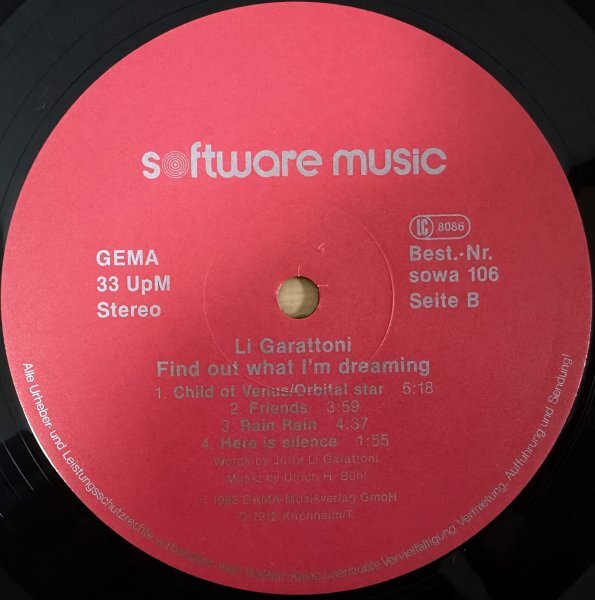 software music
GEMA
33 UpM
Stereo
LC 8086
Best.-Nr.
sowa 106
Seite B
Li Garattoni
Find out what I'm dreaming
1. Child of Venus/Orbital star 5:18
2. Friends 3:59
3. Rain Rain 4:37
4. Here is silence 1:55
Words by Jutta Li Garattoni
Music by Ulrich H. Bühl
1982 GAMA-Musikverlag GmbH
D-7312 Kirchheim/T.
Alle Urheber- und Leistungsschutzrechte vorbehalten. Kein Verleih! Keine unerlaubte Vervielfältigung, Vermietung, Aufführung und Sendung!